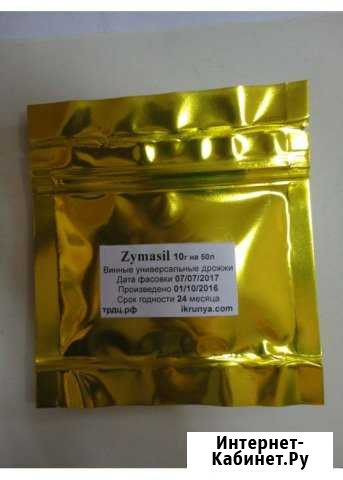 Zymasil 10г на 50л
Винные универсальные дрожжи
Дата фасовки 07/07/2017
Произведено 01/10/2016
Срок годности 24 месяца
трдц.рф ikrunya.com
Интернет-
Кабинет.Ру